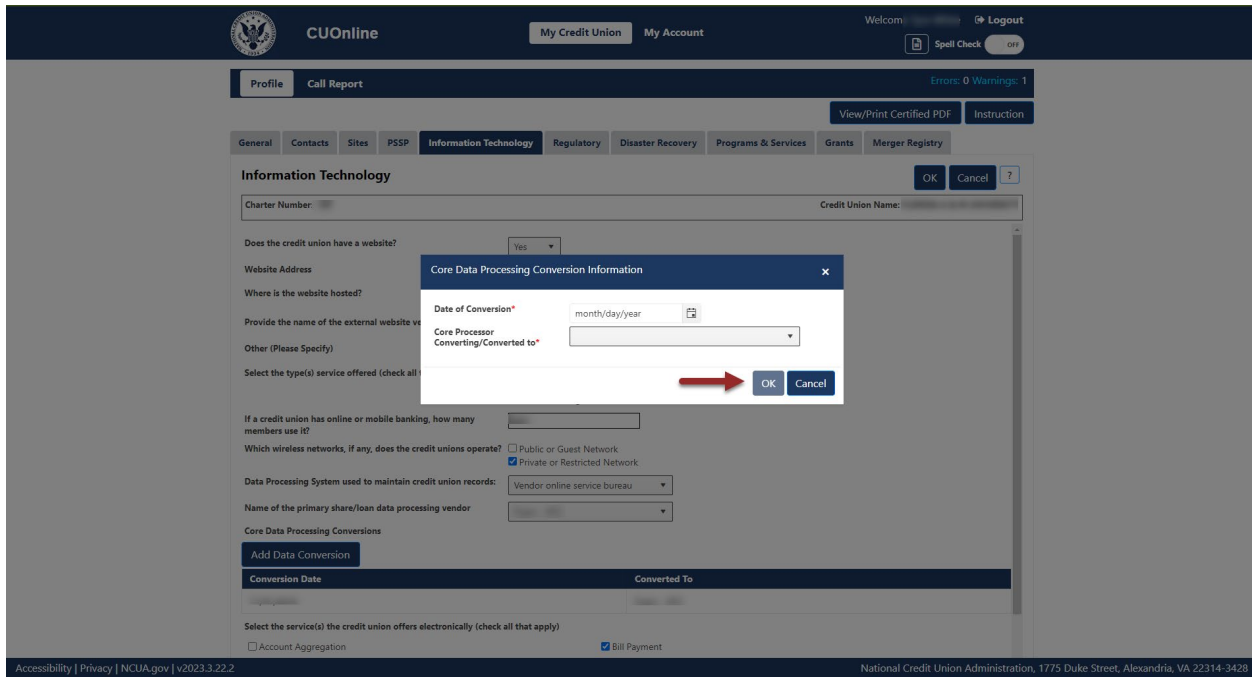 CUOnline
My Credit Union My Account
Welcom
Logout
Spell Check OFF
Profile Call Report
Errors: 0 Warnings: 1
View/Print Certified PDF Instruction
General Contacts Sites PSSP Information Technology Regulatory Disaster Recovery Programs & Services Grants Merger Registry
Information Technology
OK Cancel ?
Charter Number: Credit Union Name:
Does the credit union have a website? Yes
Website Address
Where is the website hosted?
Provide the name of the external website ve
Other (Please Specify)
Select the type(s) service offered (check all
Core Data Processing Conversion Information ×
Date of Conversion* month/day/year
Core Processor
Converting/Converted to*
OK Cancel
If a credit union has online or mobile banking, how many
members use it?
Which wireless networks, if any, does the credit unions operate? Public or Guest Network
Private or Restricted Network
Data Processing System used to maintain credit union records: Vendor online service bureau
Name of the primary share/loan data processing vendor
Core Data Processing Conversions
Add Data Conversion
Conversion Date Converted To
Select the service(s) the credit union offers electronically (check all that apply)
Account Aggregation Bill Payment
Accessibility | Privacy | NCUA.gov | v2023.3.22.2 National Credit Union Administration, 1775 Duke Street, Alexandria, VA 22314-3428